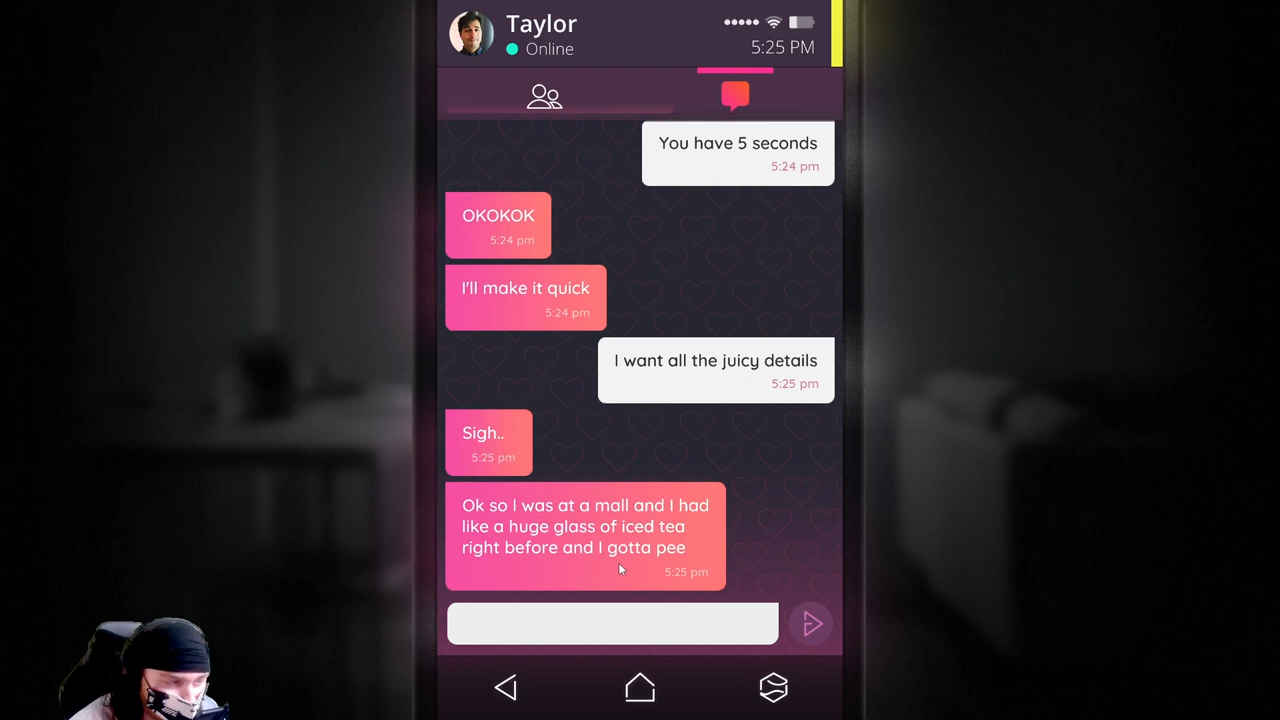 Taylor
Online
5:25 PM
You have 5 seconds
5:24 pm
OKOKOK
5:24 pm
I'll make it quick
5:24 pm
I want all the juicy details
5:25 pm
Sigh..
5:25 pm
Ok so I was at a mall and I had
like a huge glass of iced tea
right before and I gotta pee
5:25 pm